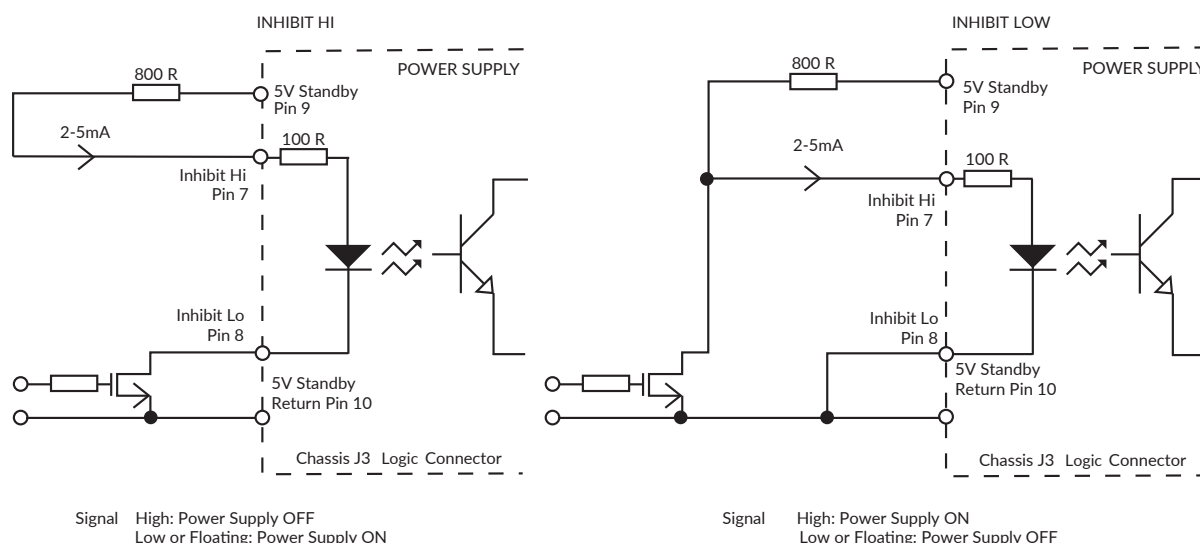 INHIBIT HI
POWER SUPPLY
800 R
5V Standby
Pin 9
2-5mA
100 R
Inhibit Hi
Pin 7
Inhibit Lo
Pin 8
5V Standby
Return Pin 10
Chassis J3 Logic Connector
Signal High: Power Supply OFF
Low or Floating: Power Supply ON
INHIBIT LOW
POWER SUPPLY
800 R
5V Standby
Pin 9
2-5mA
100 R
Inhibit Hi
Pin 7
Inhibit Lo
Pin 8
5V Standby
Return Pin 10
Chassis J3 Logic Connector
Signal High: Power Supply ON
Low or Floating: Power Supply OFF